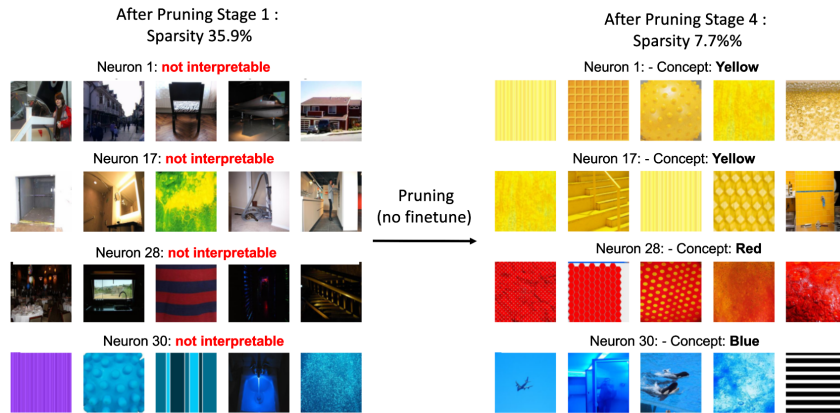 After Pruning Stage 1 :
Sparsity 35.9%
Neuron 1: not interpretable
Neuron 17: not interpretable
Neuron 28: not interpretable
Neuron 30: not interpretable
Pruning
(no finetune)
After Pruning Stage 4 :
Sparsity 7.7%%
Neuron 1: - Concept: Yellow
Neuron 17: - Concept: Yellow
Neuron 28: - Concept: Red
Neuron 30: - Concept: Blue